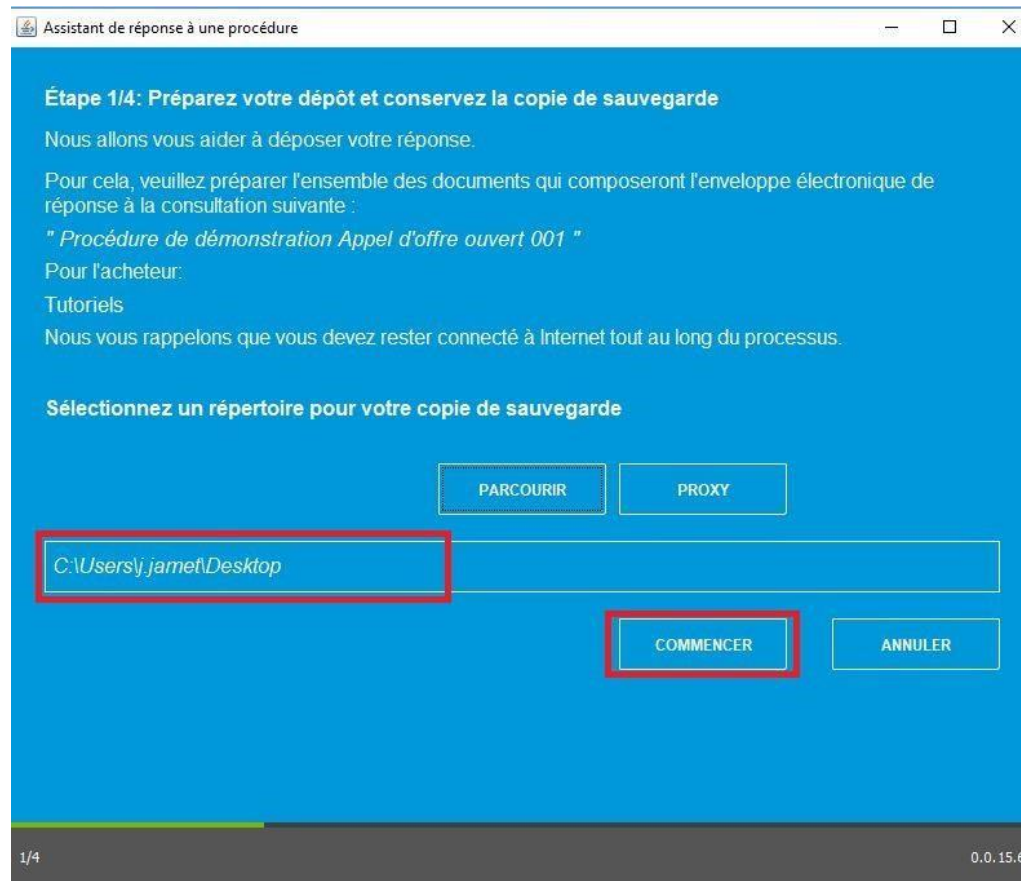 Assistant de réponse à une procédure
Étape 1/4: Préparez votre dépôt et conservez la copie de sauvegarde
Nous allons vous aider à déposer votre réponse.
Pour cela, veuillez préparer l'ensemble des documents qui composeront l'enveloppe électronique de
réponse à la consultation suivante :
" Procédure de démonstration Appel d'offre ouvert 001 "
Pour l'acheteur:
Tutoriels
Nous vous rappelons que vous devez rester connecté à Internet tout au long du processus.
Sélectionnez un répertoire pour votre copie de sauvegarde
PARCOURIR PROXY
C:\Users\j.jamet\Desktop
COMMENCER ANNULER
1/4 0.0.15.6